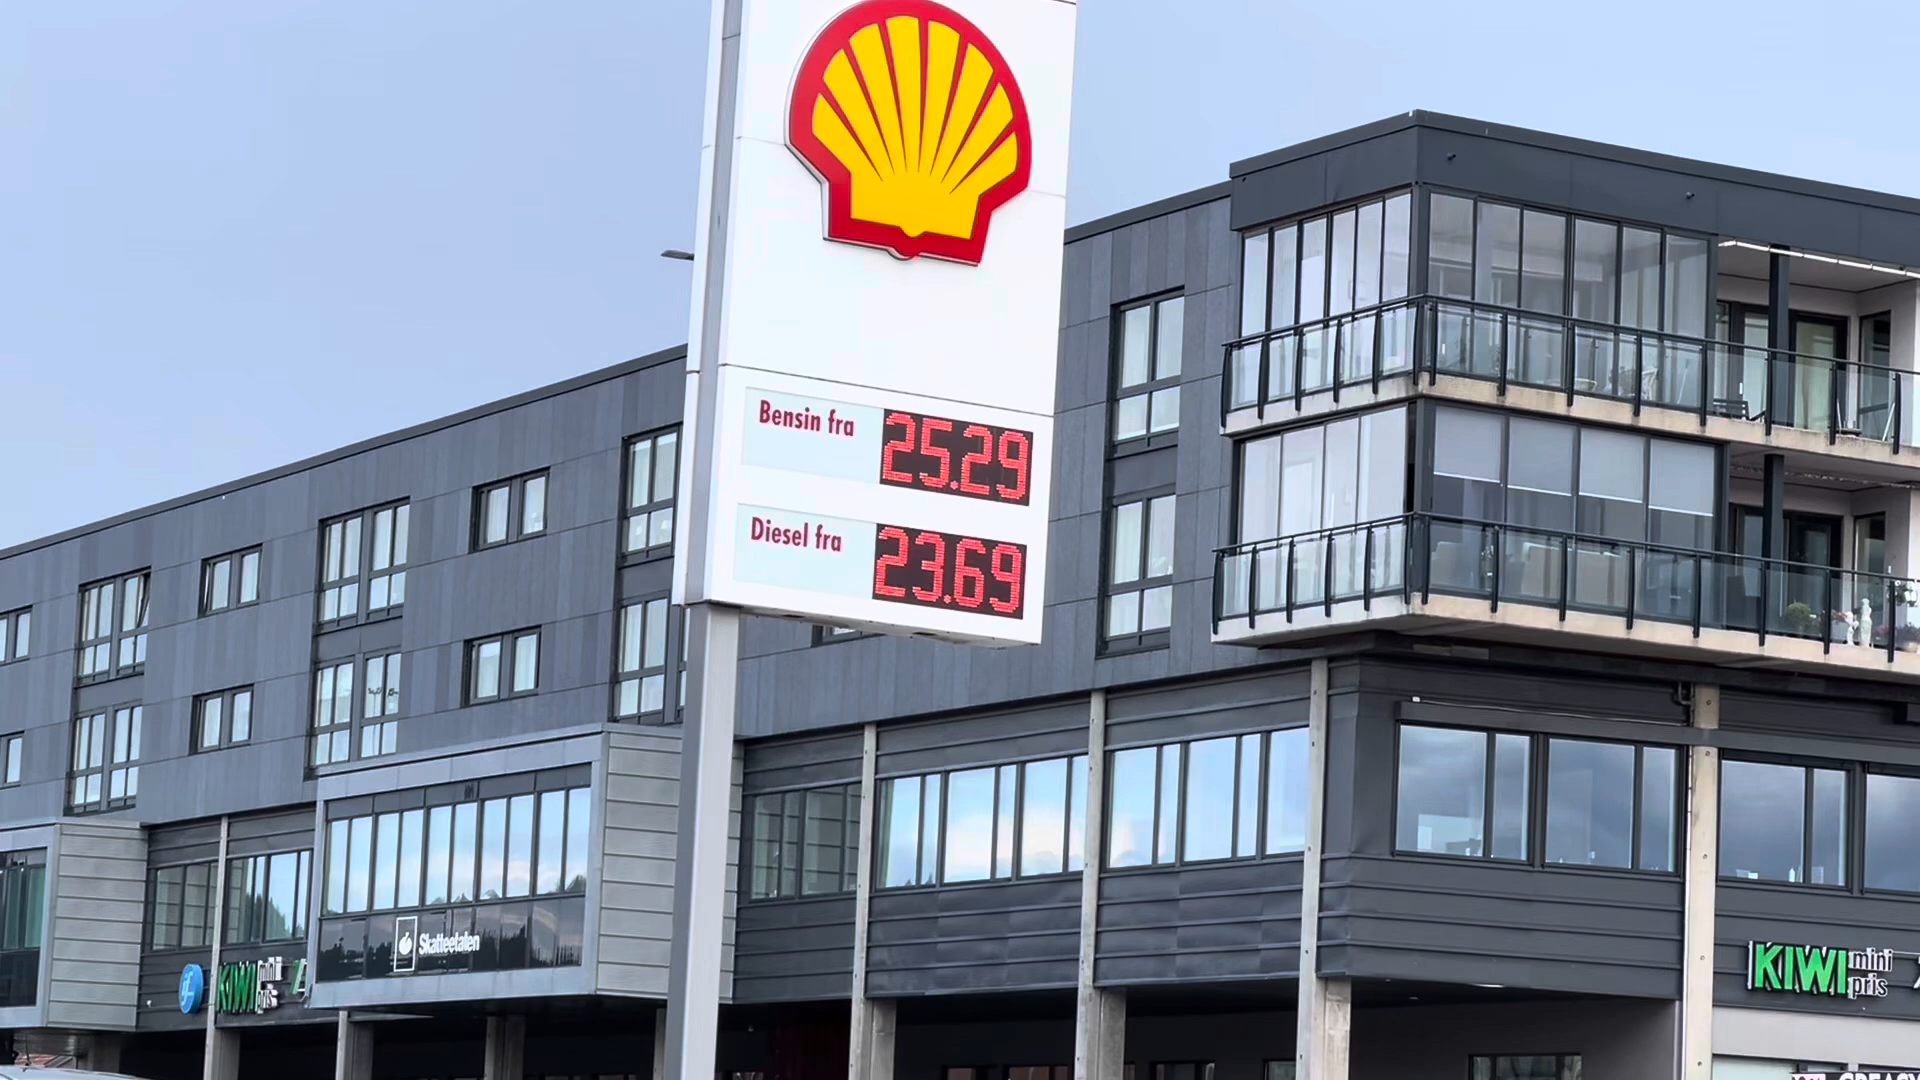 Bensin fra 25.29
Diesel fra 23.69
Skatteetaten
KIWI mini pris
KIWI mini pris